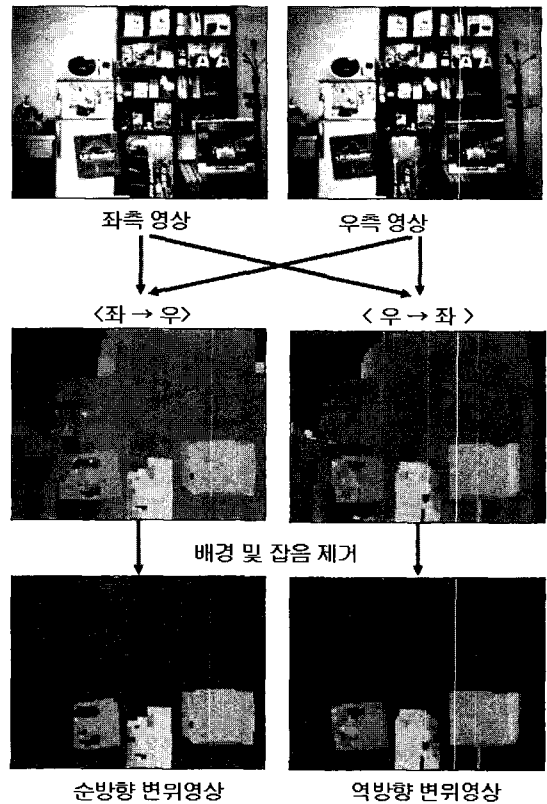 좌측 영상
우측 영상
<좌 → 우>
< 우 → 좌 >
배경 및 잡음 제거
순방향 변위영상
역방향 변위영상